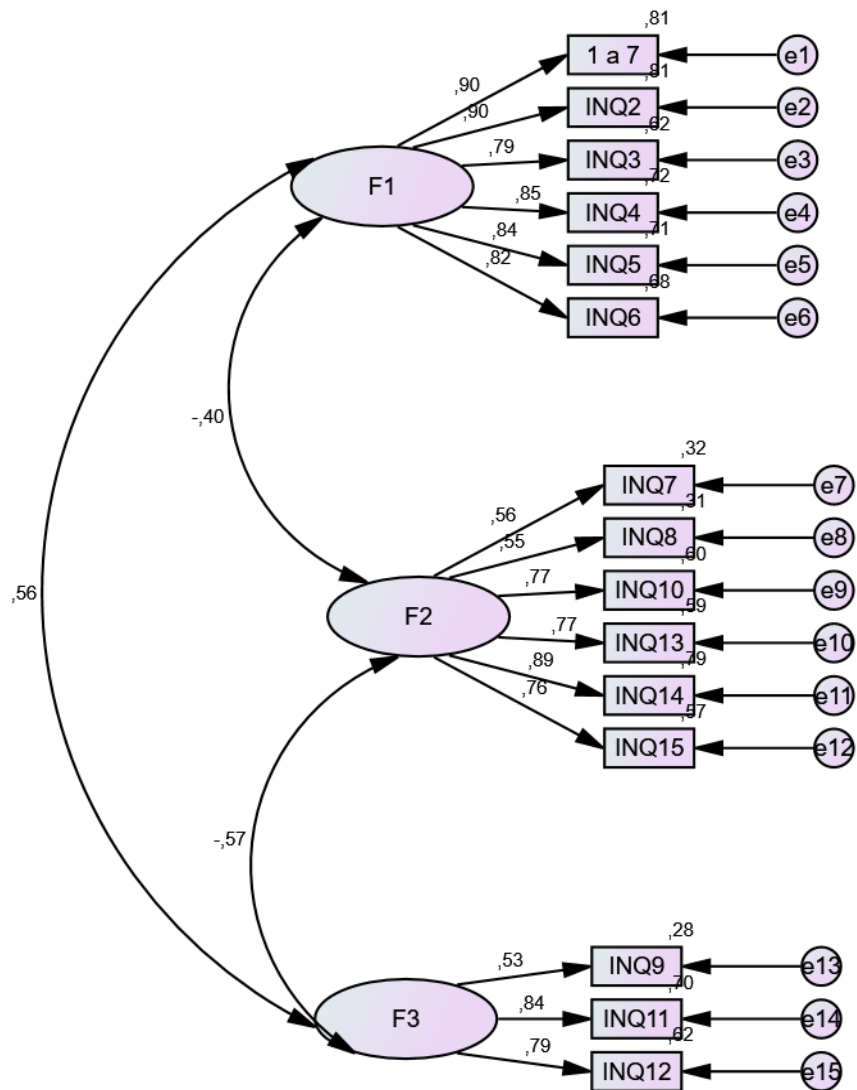 ,81
1 a 7
e1
,90
,81
INQ2
e2
,90
,62
INQ3
e3
,79
,72
F1
INQ4
e4
,85
,71
INQ5
e5
,84
,68
INQ6
e6
,82
-,40
,56
,32
INQ7
e7
,56
,31
INQ8
e8
,55
,60
INQ10
e9
,77
,59
F2
INQ13
e10
,77
,79
INQ14
e11
,89
,57
INQ15
e12
,76
-,57
,28
INQ9
e13
,53
,70
F3
INQ11
e14
,84
,62
INQ12
e15
,79